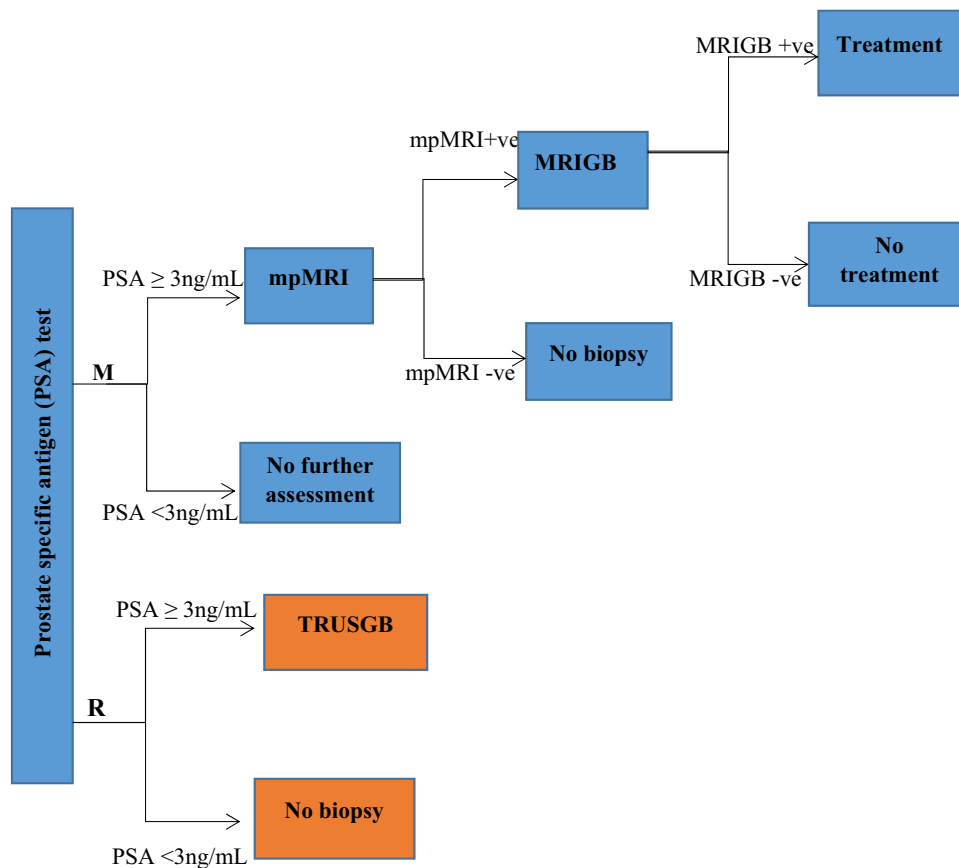 Prostate specific antigen (PSA) test
M
PSA ≥ 3ng/mL
mpMRI
mpMRI+ve
MRIGB
MRIGB +ve
Treatment
MRIGB -ve
No
treatment
mpMRI -ve
No biopsy
PSA <3ng/mL
No further
assessment
R
PSA ≥ 3ng/mL
TRUSGB
PSA <3ng/mL
No biopsy